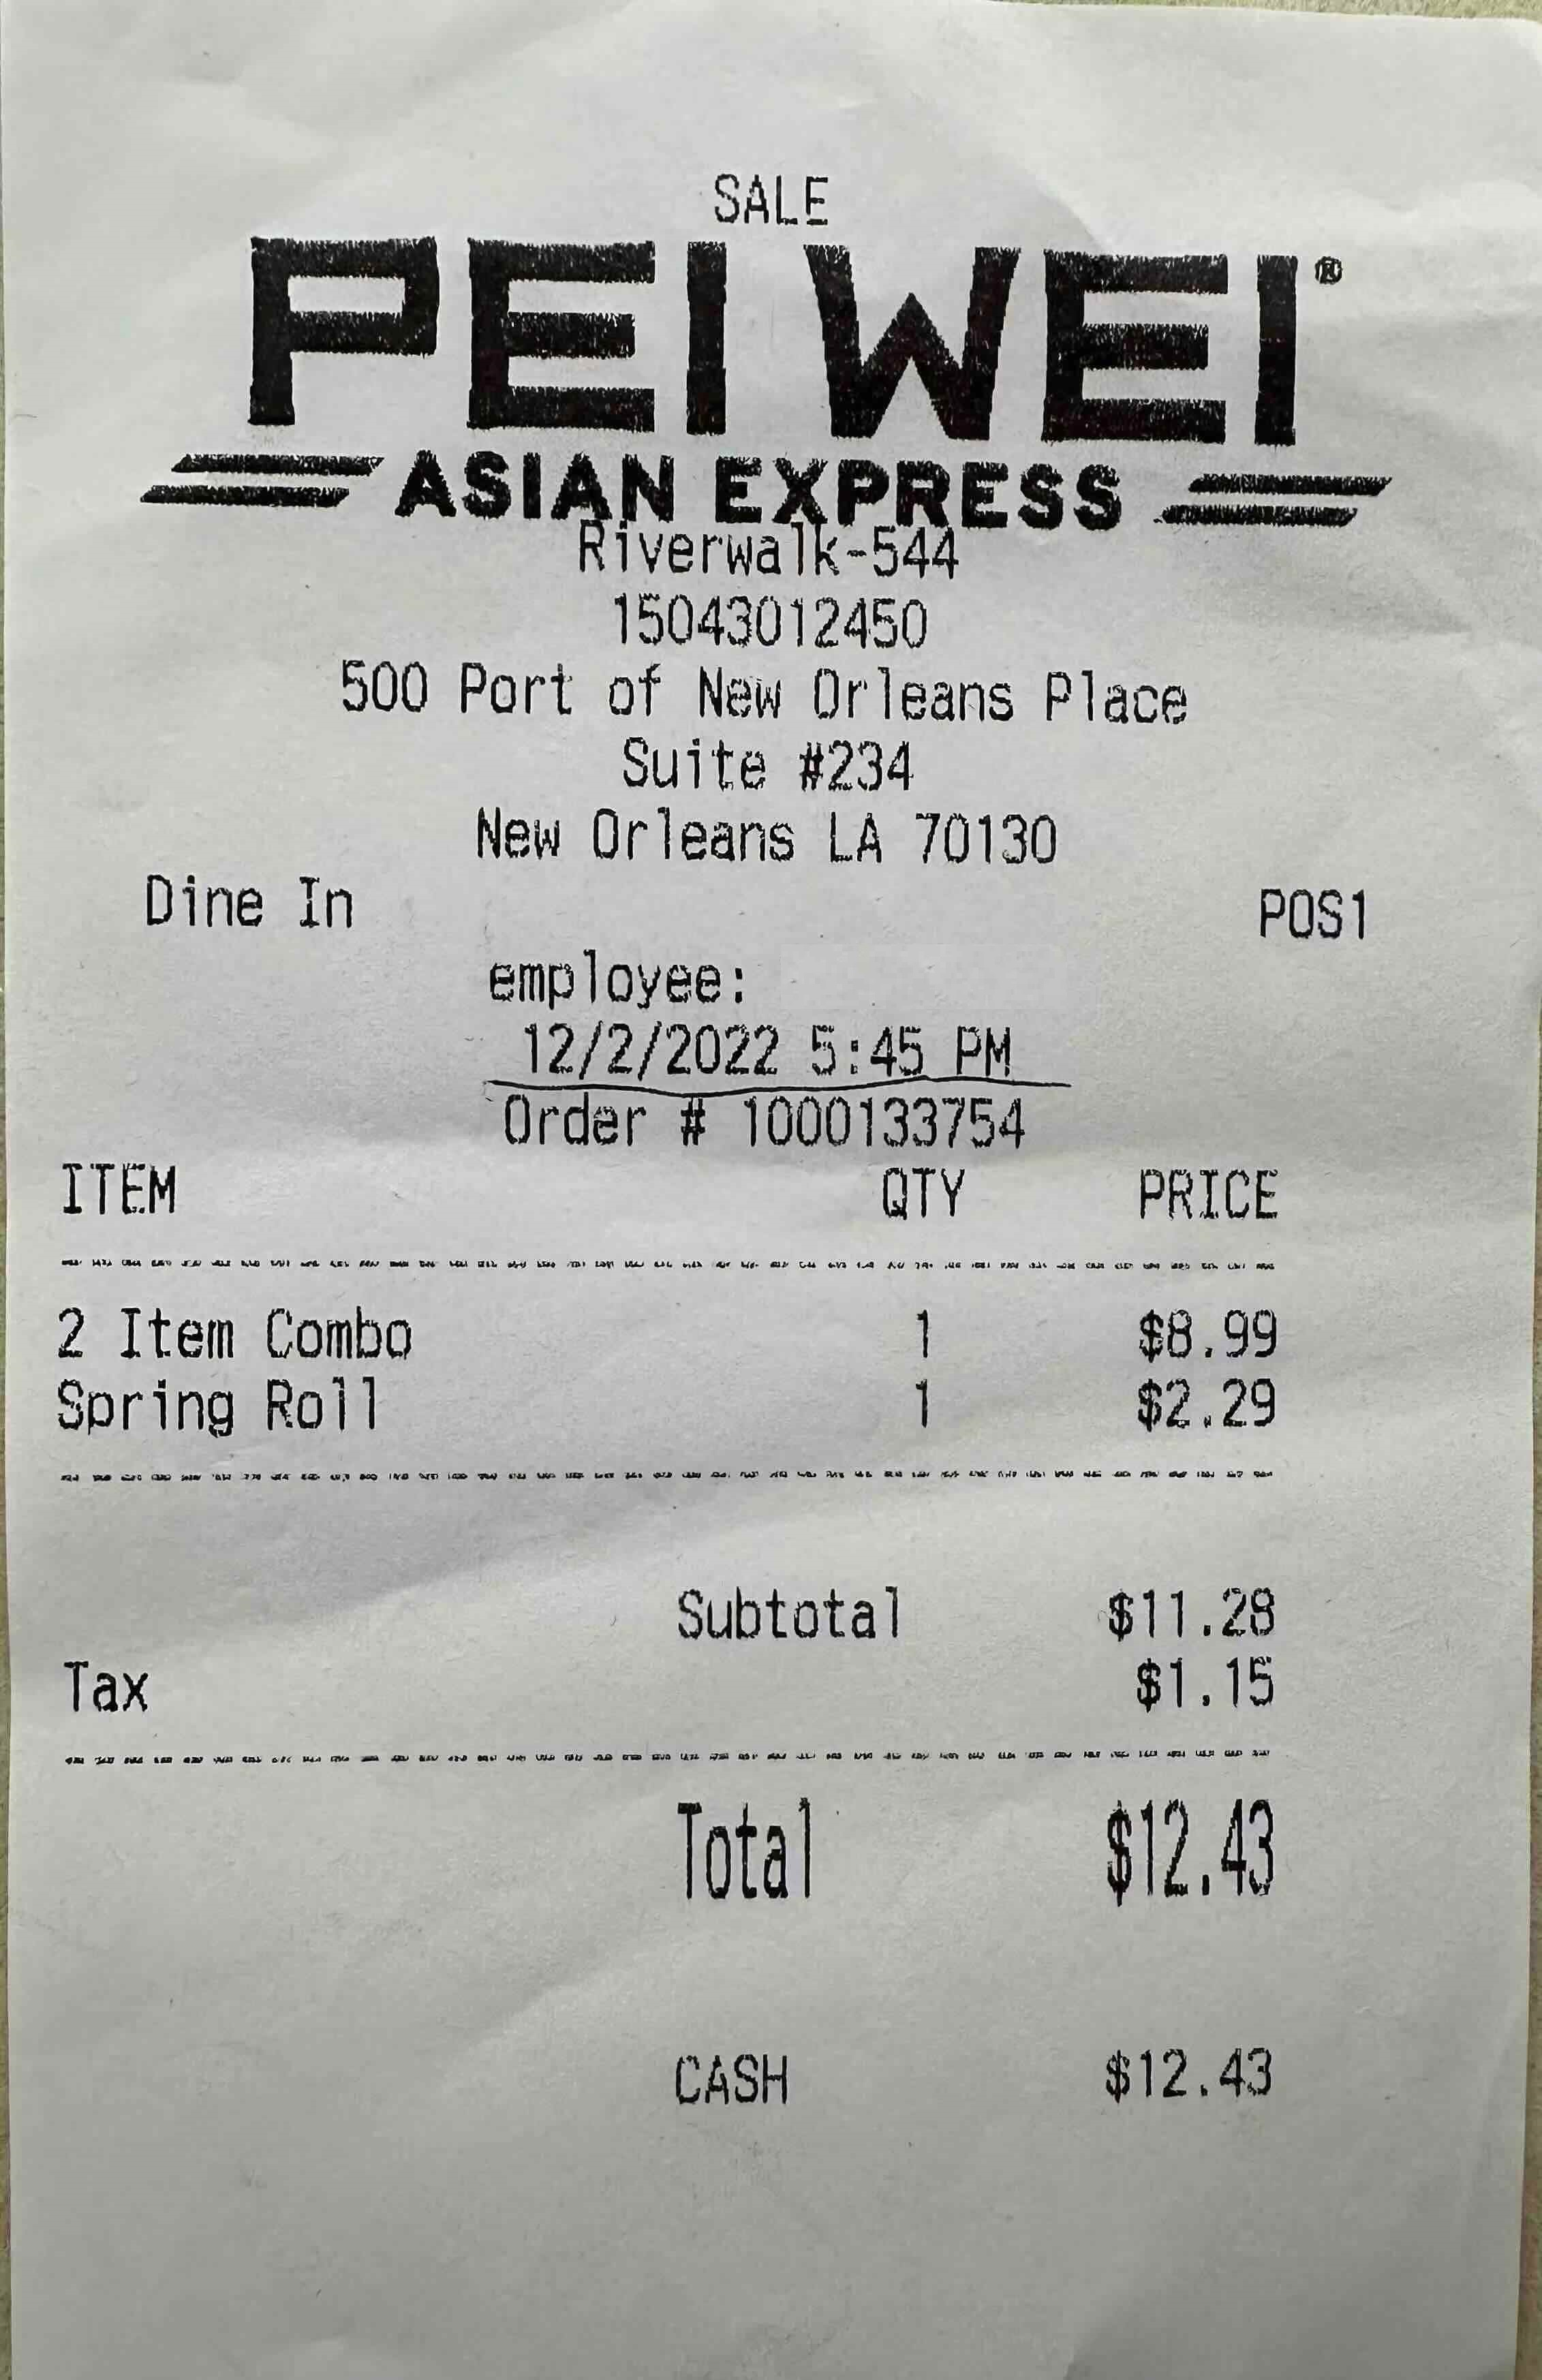 SALE
PEI WEI®
ASIAN EXPRESS
Riverwalk-544
15043012450
500 Port of New Orleans Place
Suite #234
New Orleans LA 70130
Dine In POS1
employee:
12/2/2022 5:45 PM
Order # 1000133754
ITEM QTY PRICE
2 Item Combo 1 $8.99
Spring Roll 1 $2.29
Subtotal $11.28
Tax $1.15
Total $12.43
CASH $12.43